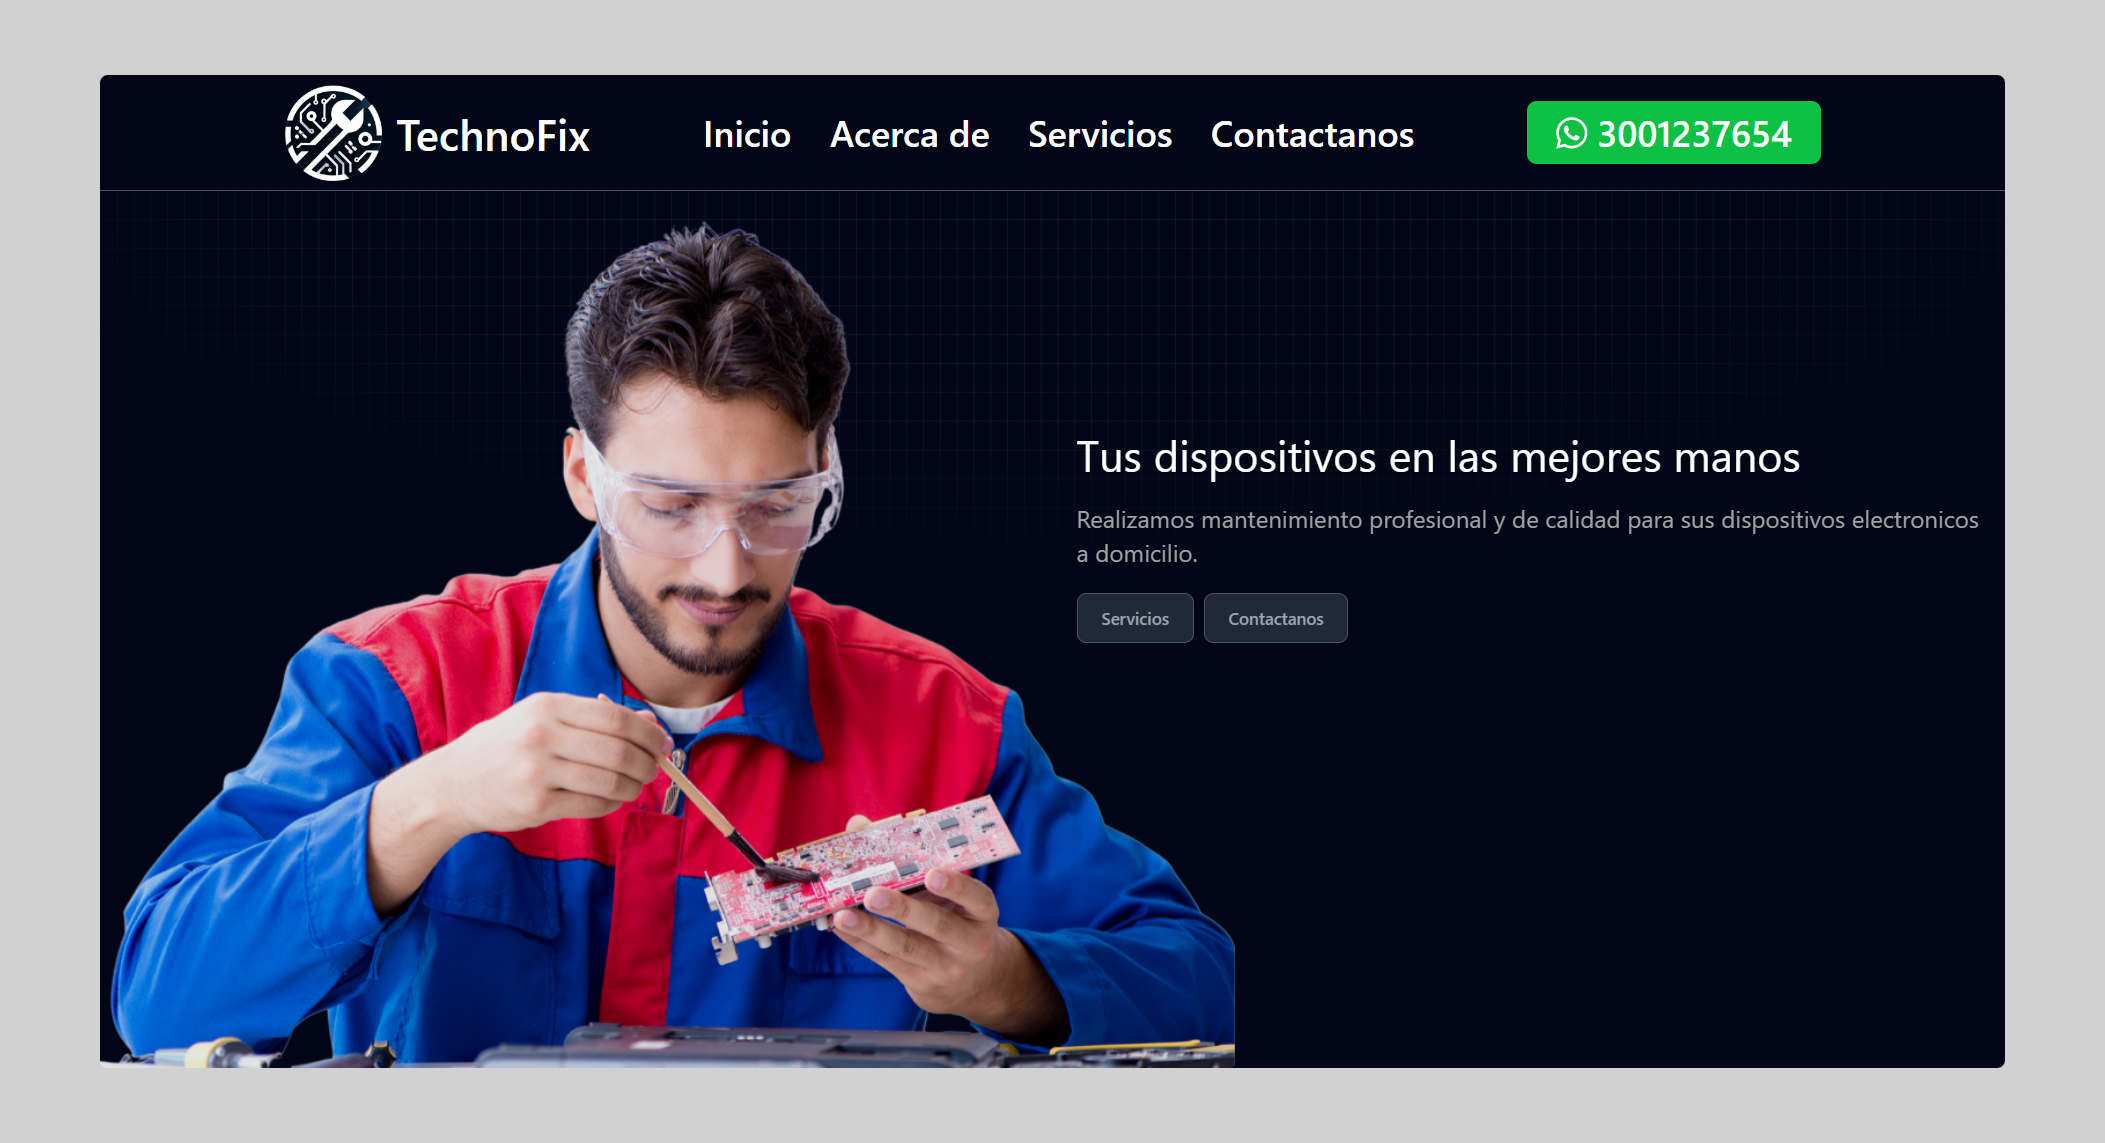 TechnoFix
Inicio
Acerca de
Servicios
Contactanos
3001237654
Tus dispositivos en las mejores manos
Realizamos mantenimiento profesional y de calidad para sus dispositivos electronicos
a domicilio.
Servicios
Contactanos